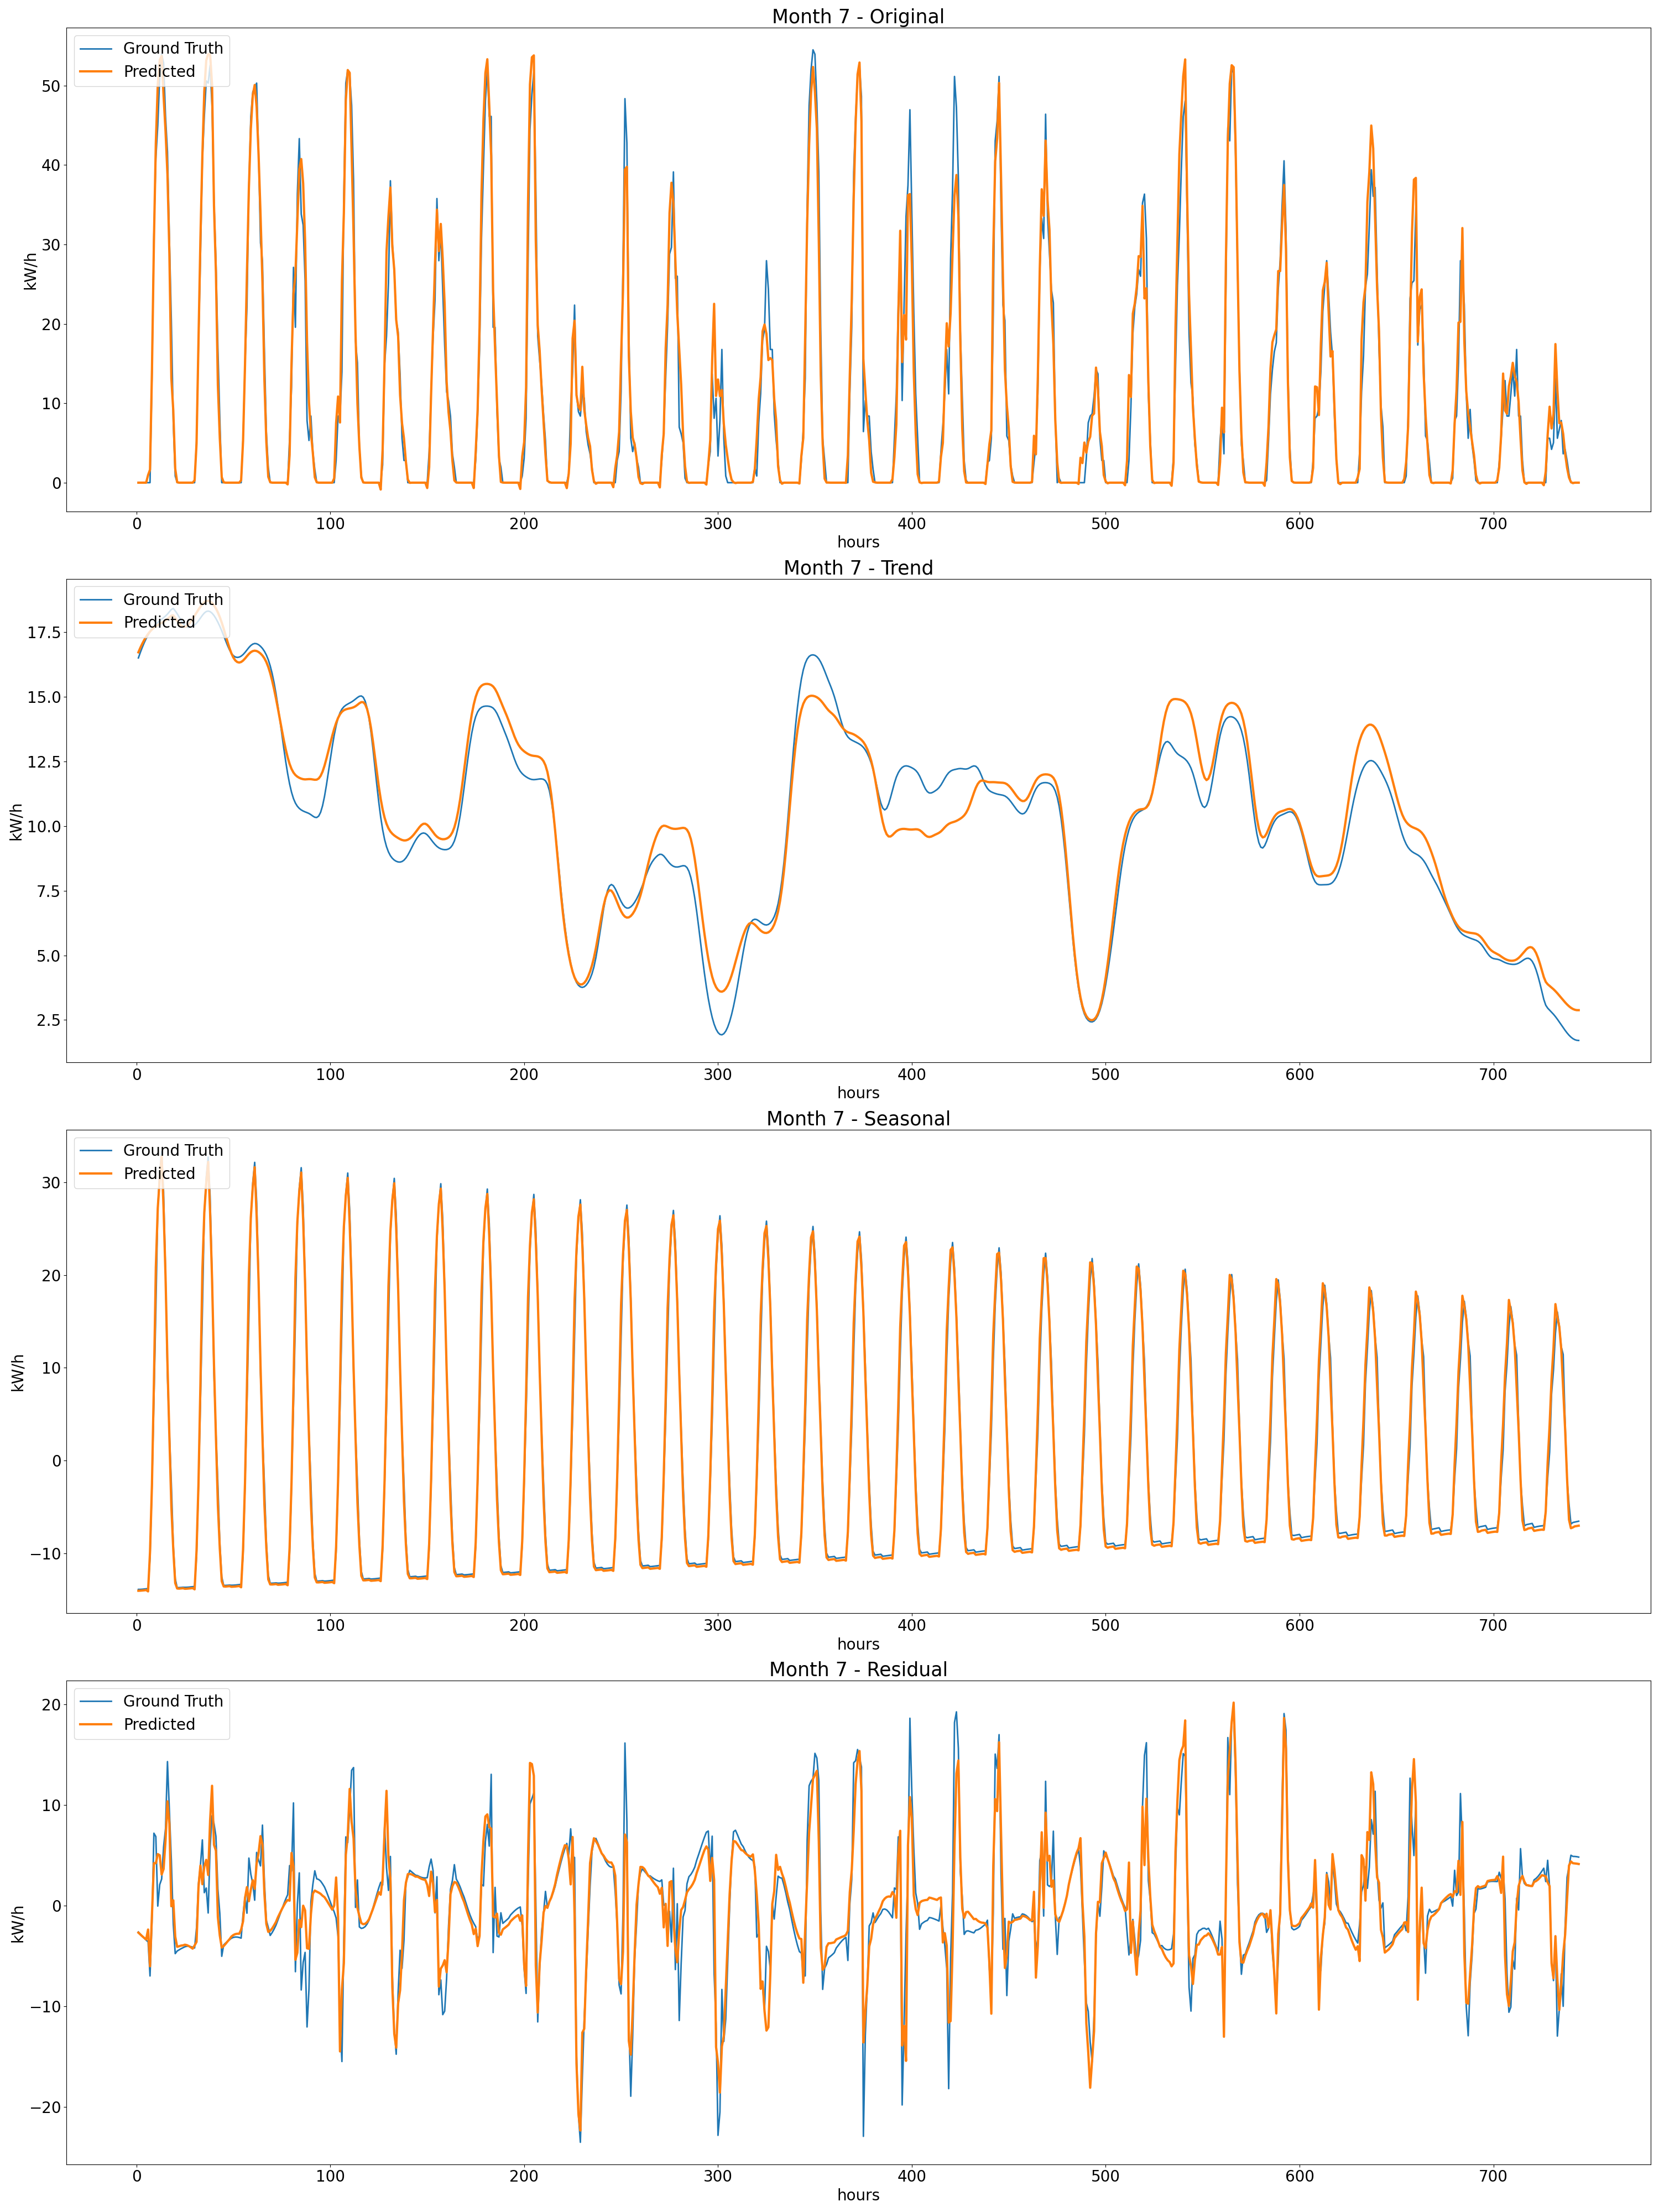 Month 7 - Original
Ground Truth
Predicted
kW/h
50
40
30
20
10
0
0 100 200 300 400 500 600 700
hours
Month 7 - Trend
Ground Truth
Predicted
kW/h
17.5
15.0
12.5
10.0
7.5
5.0
2.5
0 100 200 300 400 500 600 700
hours
Month 7 - Seasonal
Ground Truth
Predicted
kW/h
30
20
10
0
−10
0 100 200 300 400 500 600 700
hours
Month 7 - Residual
Ground Truth
Predicted
kW/h
20
10
0
−10
−20
0 100 200 300 400 500 600 700
hours